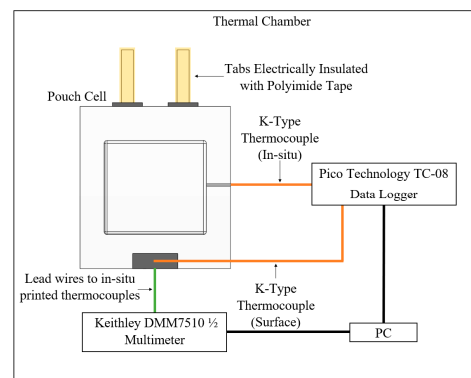 Thermal Chamber
Tabs Electrically Insulated
with Polyimide Tape
Pouch Cell
K-Type
Thermocouple
(In-situ)
Pico Technology TC-08
Data Logger
Lead wires to in-situ
printed thermocouples
K-Type
Thermocouple
(Surface)
Keithley DMM7510 ½
Multimeter
PC